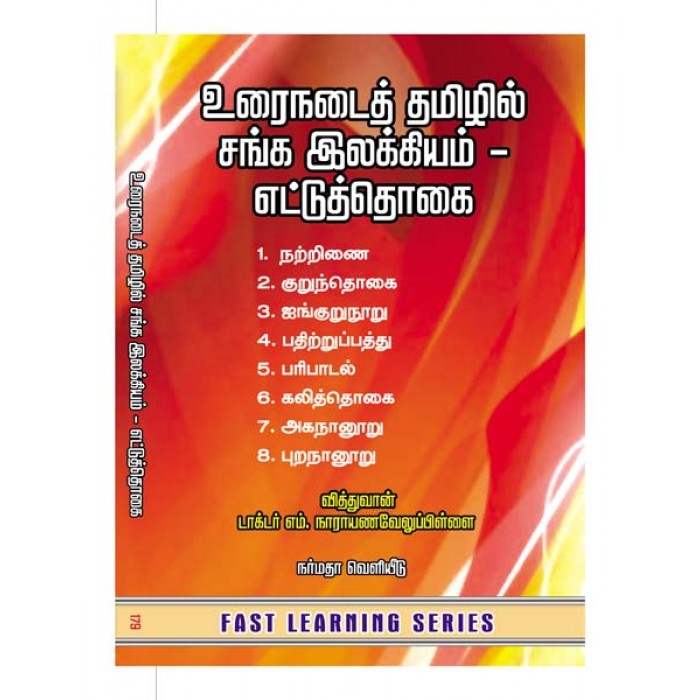 உரைநடைத் தமிழில்
சங்க இலக்கியம் -
எட்டுத்தொகை
1. நற்றிணை
2. குறுந்தொகை
3. ஐங்குறுநூறு
4. பதிற்றுப்பத்து
5. பரிபாடல்
6. கலித்தொகை
7. அகநானூறு
8. புறநானூறு
வித்துவான்
டாக்டர் எம். நாராயணவேலுப்பிள்ளை
நர்மதா வெளியீடு
FAST LEARNING SERIES
உரைநடைத் தமிழில் சங்க இலக்கியம் - எட்டுத்தொகை
179